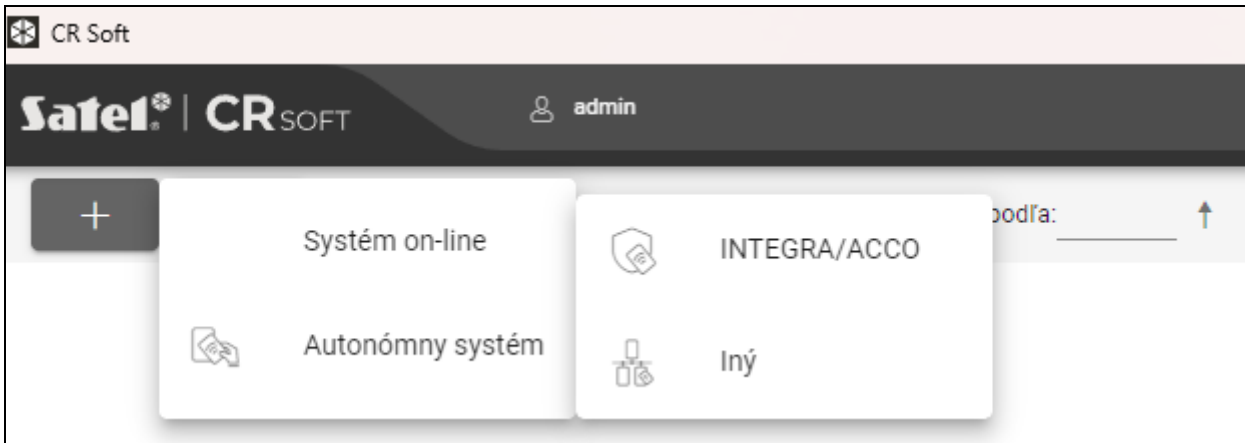 CR Soft
Satel | CR SOFT
admin
+
podľa:
Systém on-line
INTEGRA/ACCO
Autonómny systém
Iný